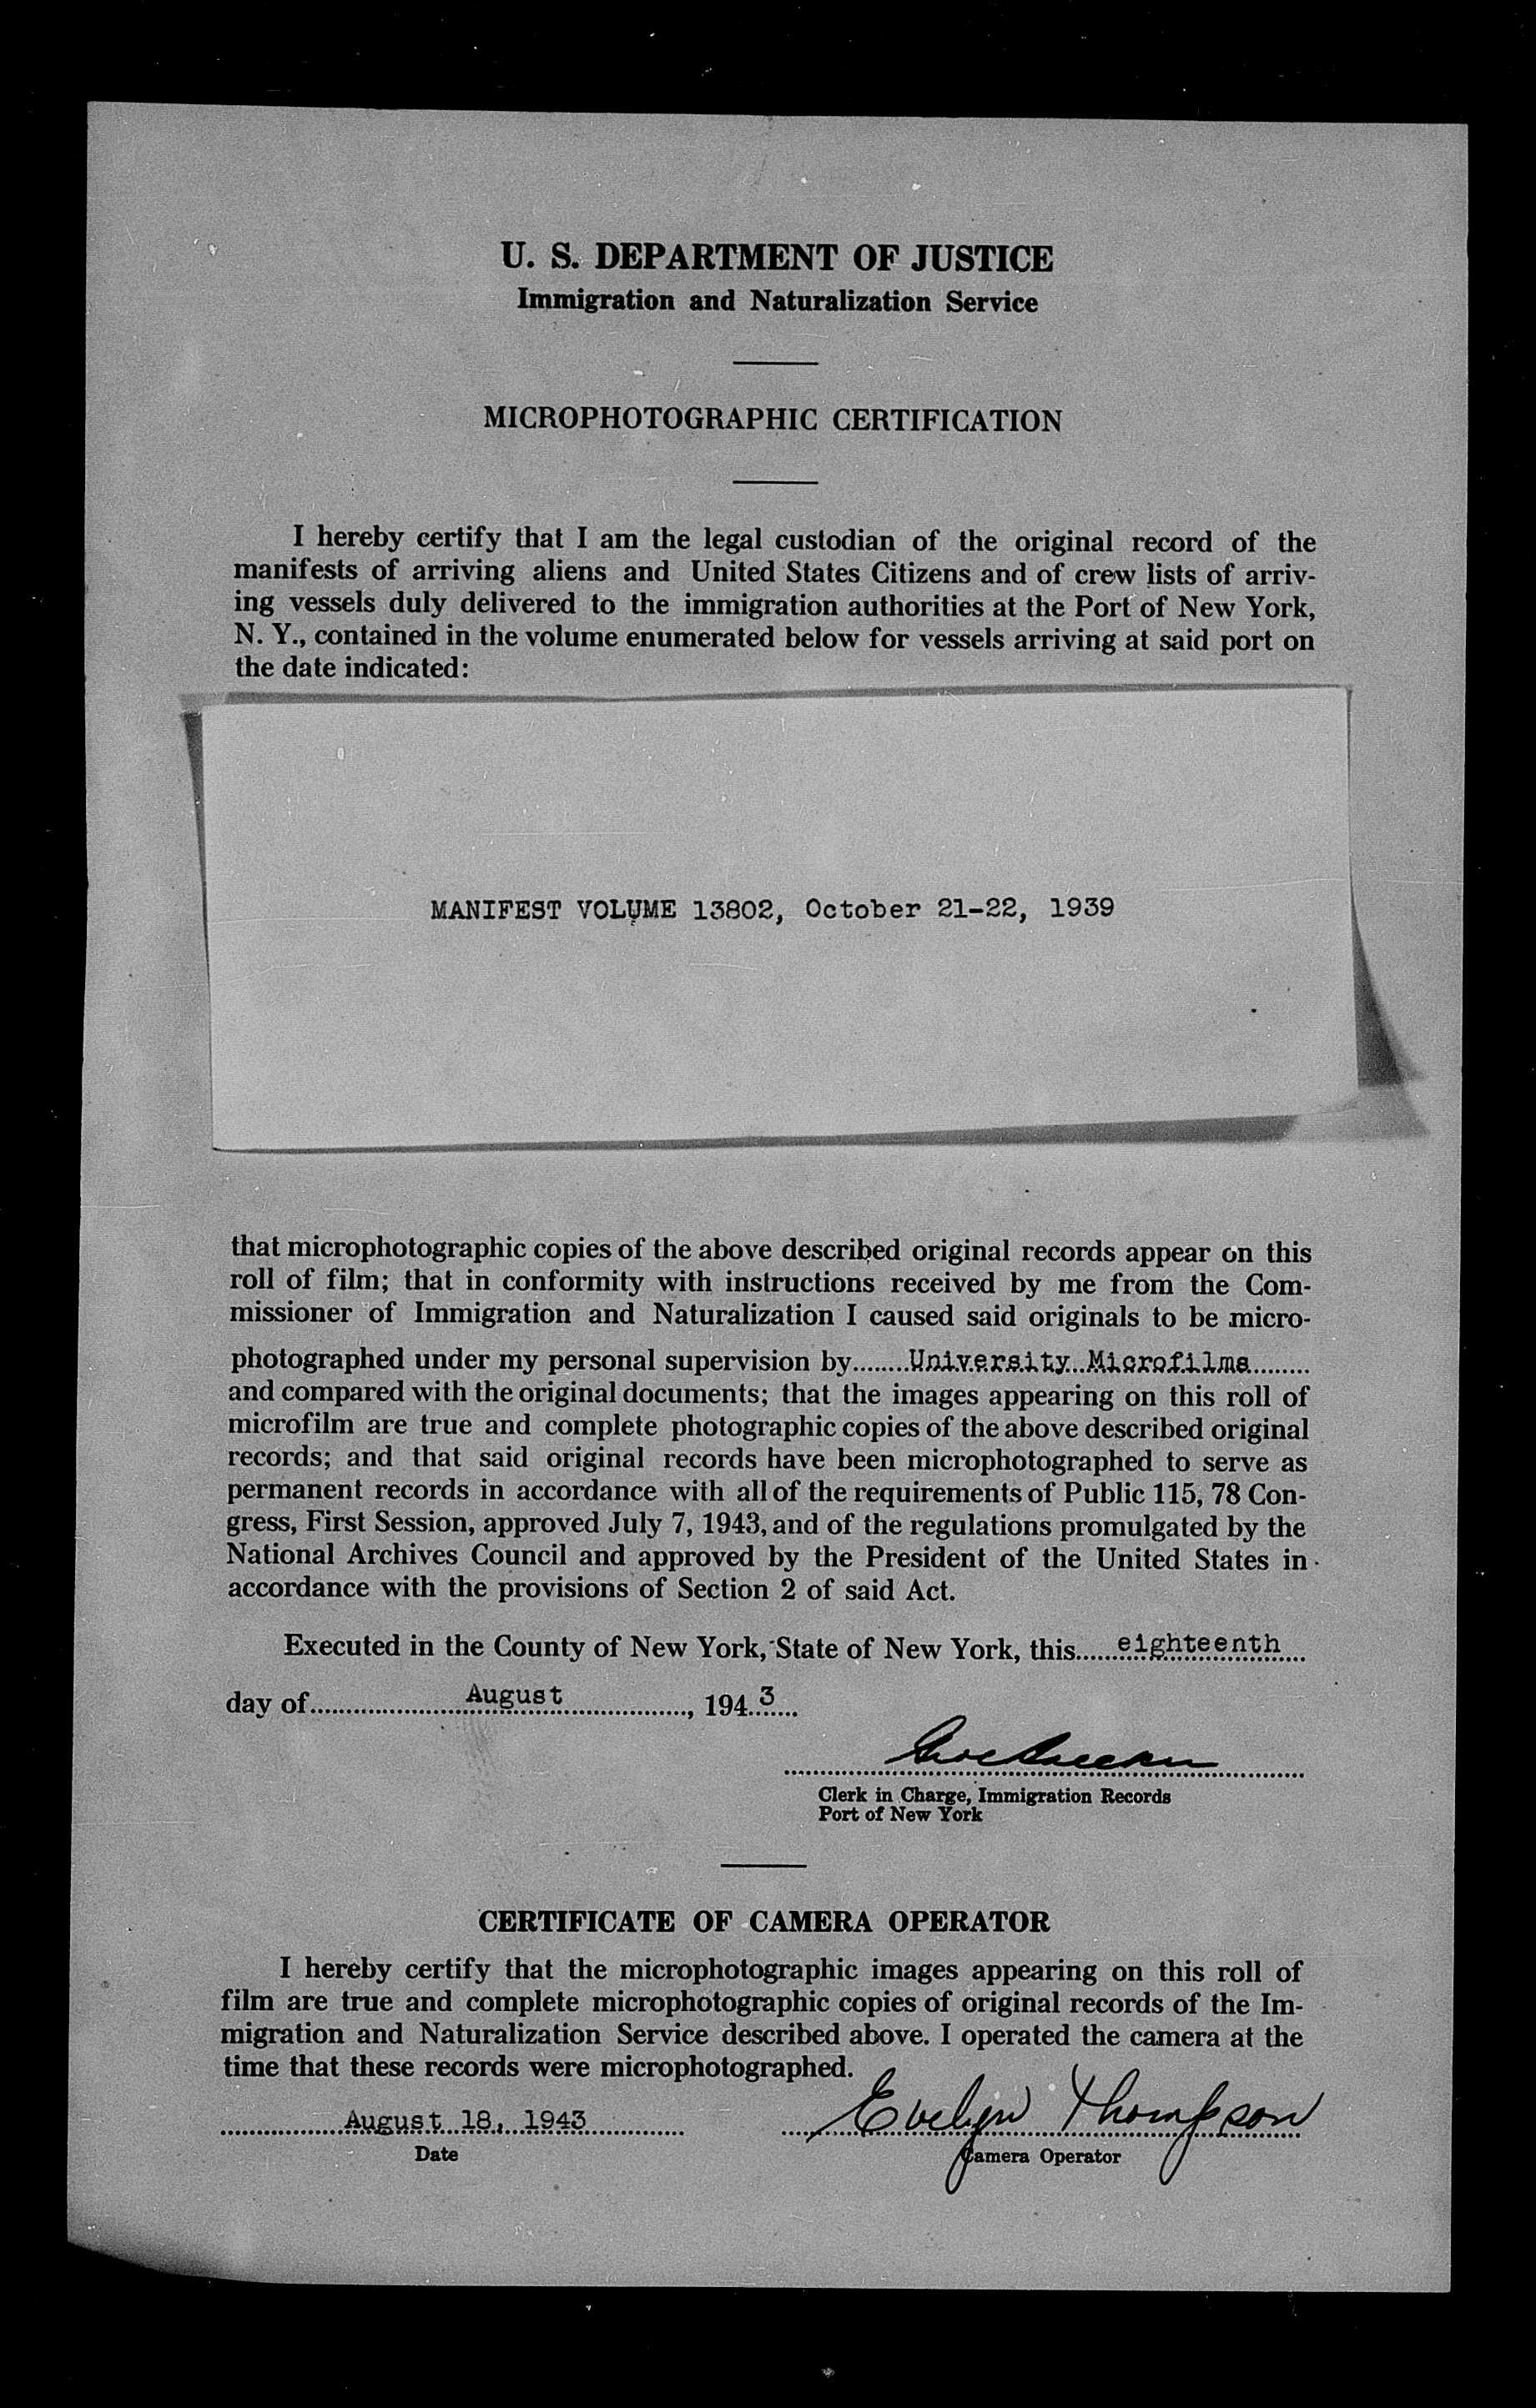 U. S. DEPARTMENT OF JUSTICE
Immigration and Naturalization Service
MICROPHOTOGRAPHIC CERTIFICATION
I hereby certify that I am the legal custodian of the original record of the
manifests of arriving aliens and United States Citizens and of crew lists of arriv-
ing vessels duly delivered to the immigration authorities at the Port of New York,
N. Y., contained in the volume enumerated below for vessels arriving at said port on
the date indicated:
MANIFEST VOLUME 13802, October 21-22, 1939
that microphotographic copies of the above described original records appear on this
roll of film; that in conformity with instructions received by me from the Com-
missioner of Immigration and Naturalization I caused said originals to be micro-
photographed under my personal supervision by........University Microfilms........
and compared with the original documents; that the images appearing on this roll of
microfilm are true and complete photographic copies of the above described original
records; and that said original records have been microphotographed to serve as
permanent records in accordance with all of the requirements of Public 115, 78 Con-
gress, First Session, approved July 7, 1943, and of the regulations promulgated by the
National Archives Council and approved by the President of the United States in
accordance with the provisions of Section 2 of said Act.
Executed in the County of New York, State of New York, this eighteenth
day of August, 1943
Clerk in Charge, Immigration Records
Port of New York
CERTIFICATE OF CAMERA OPERATOR
I hereby certify that the microphotographic images appearing on this roll of
film are true and complete microphotographic copies of original records of the Im-
migration and Naturalization Service described above. I operated the camera at the
time that these records were microphotographed.
August 18, 1943 Evelyn Thompson
Date Camera Operator